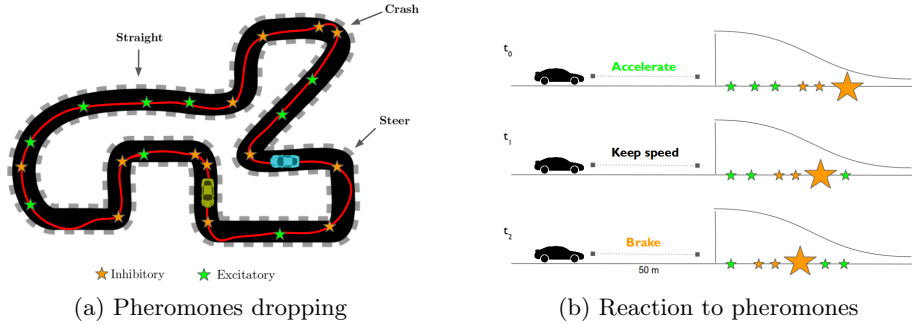 Crash
Straight
Steer
Inhibitory
Excitatory
(a) Pheromones dropping
t0
Accelerate
t1
Keep speed
t2
Brake
50 m
(b) Reaction to pheromones